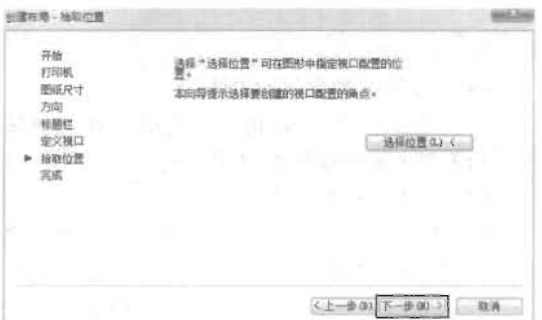 创建布局 - 拾取位置
开始
打印机
图纸尺寸
方向
标题栏
定义视口
拾取位置
完成
选择“选择位置”可在图形中指定视口配置的位
置。
本向导提示选择要创建的视口配置的角点。
选择位置(L) <
<上一步(B)
下一步(N) >
取消